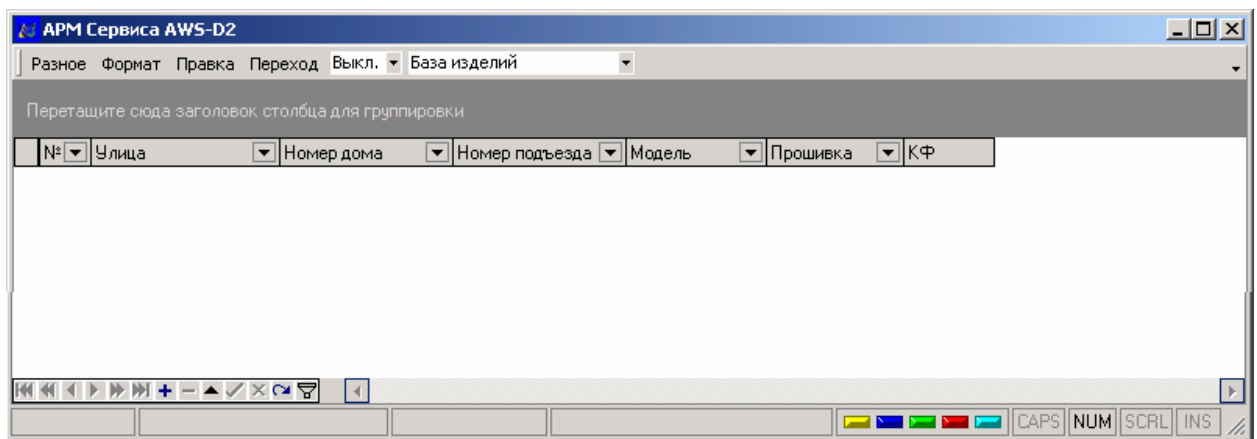 АРМ Сервиса AWS-D2
Разное Формат Правка Переход Выкл. База изделий
Перетащите сюда заголовок столбца для группировки
№ Улица Номер дома Номер подъезда Модель Прошивка КФ
CAPS NUM SCRL INS